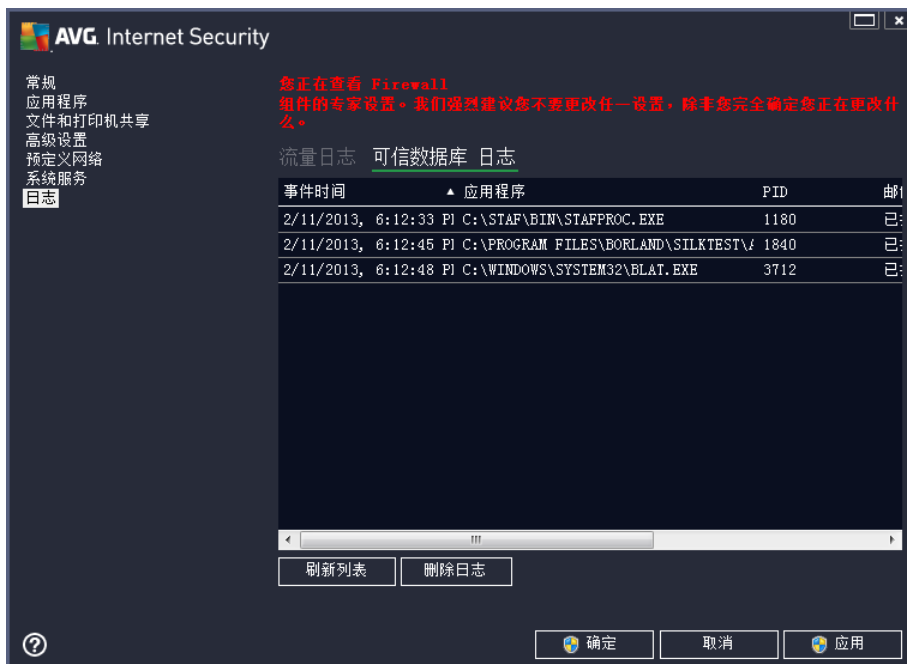 AVG. Internet Security
常规
应用程序
文件和打印机共享
高级设置
预定义网络
系统服务
日志
您正在查看 Firewall
组件的专家设置。我们强烈建议您不要更改任一设置，除非您完全确定您正在更改什
么。
流量日志 可信数据库 日志
事件时间 ▲ 应用程序 PID
2/11/2013, 6:12:33 P C:\STAF\BIN\STAFPROC.EXE 1180 已
2/11/2013, 6:12:45 P C:\PROGRAM FILES\BORLAND\SILKTEST\ 1840 已
2/11/2013, 6:12:48 P C:\WINDOWS\SYSTEM32\BLAT.EXE 3712 已
刷新列表 删除日志
确定 取消 应用